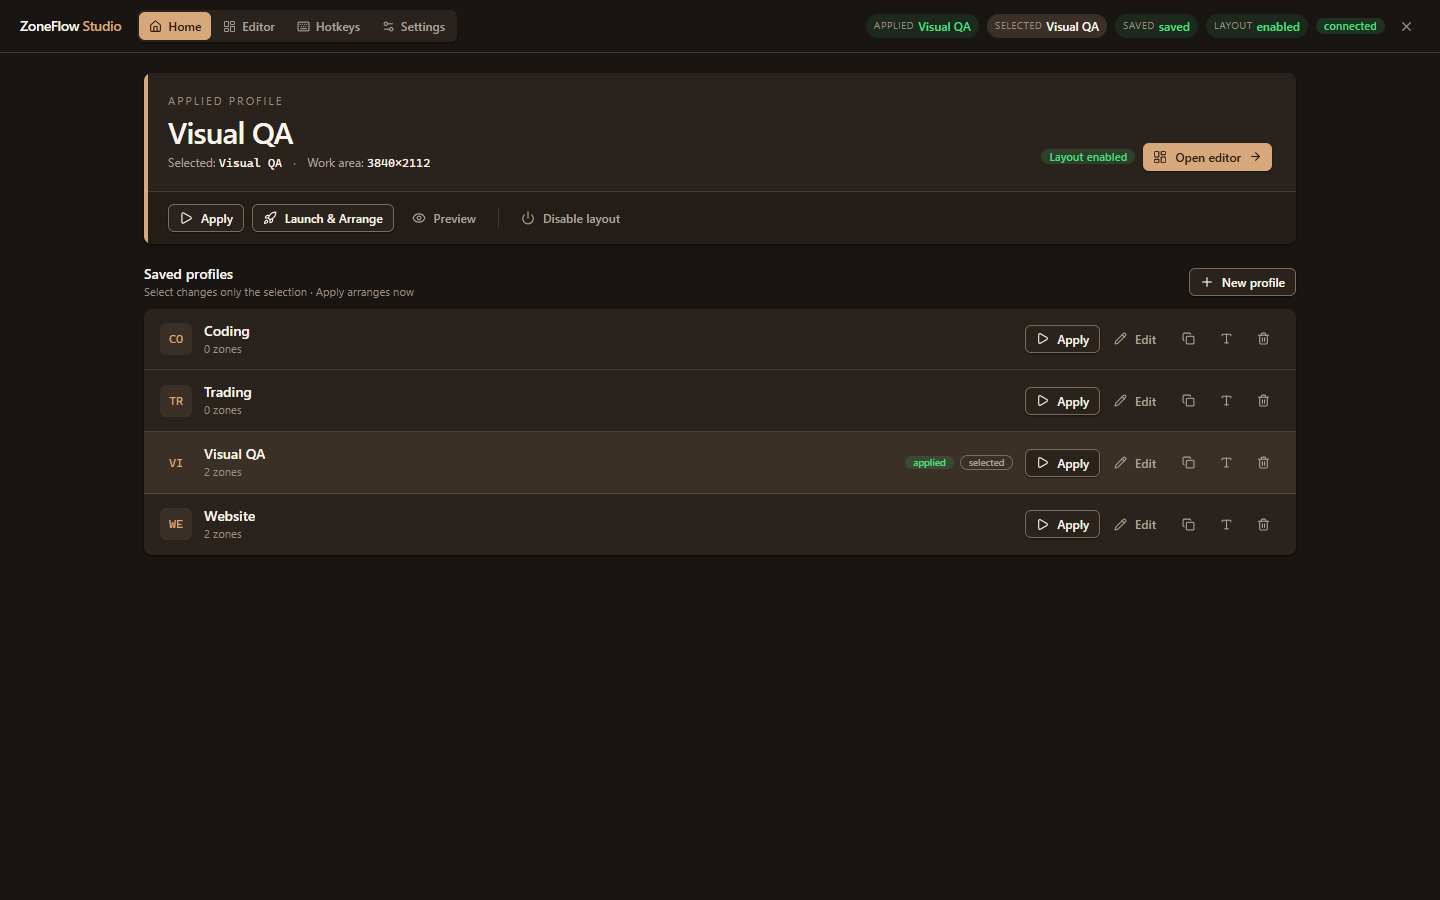 ZoneFlow Studio
Home
Editor
Hotkeys
Settings
APPLIED Visual QA
SELECTED Visual QA
SAVED saved
LAYOUT enabled
connected
APPLIED PROFILE
Visual QA
Selected: Visual QA · Work area: 3840×2112
Layout enabled
Open editor
Apply
Launch & Arrange
Preview
Disable layout
Saved profiles
Select changes only the selection · Apply arranges now
New profile
CO
Coding
0 zones
Apply
Edit
TR
Trading
0 zones
Apply
Edit
VI
Visual QA
2 zones
applied
selected
Apply
Edit
WE
Website
2 zones
Apply
Edit